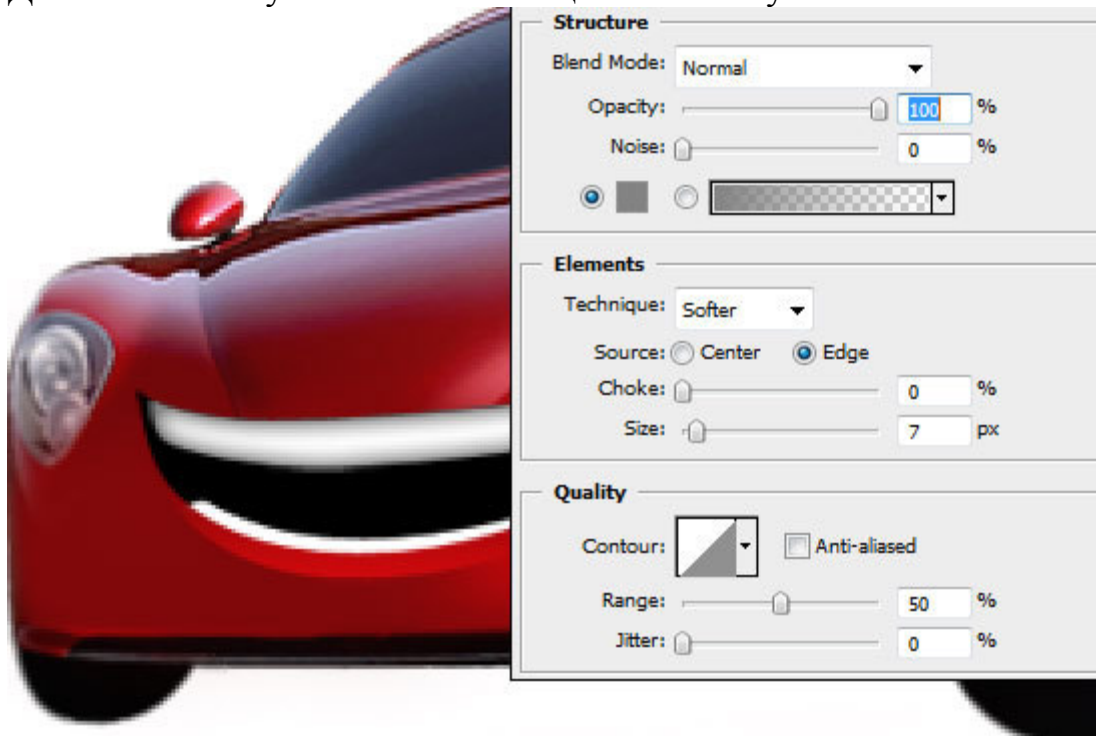 Structure
Blend Mode: Normal
Opacity: 100 %
Noise: 0 %
Elements
Technique: Softer
Source: Center Edge
Choke: 0 %
Size: 7 px
Quality
Contour: Anti-aliased
Range: 50 %
Jitter: 0 %